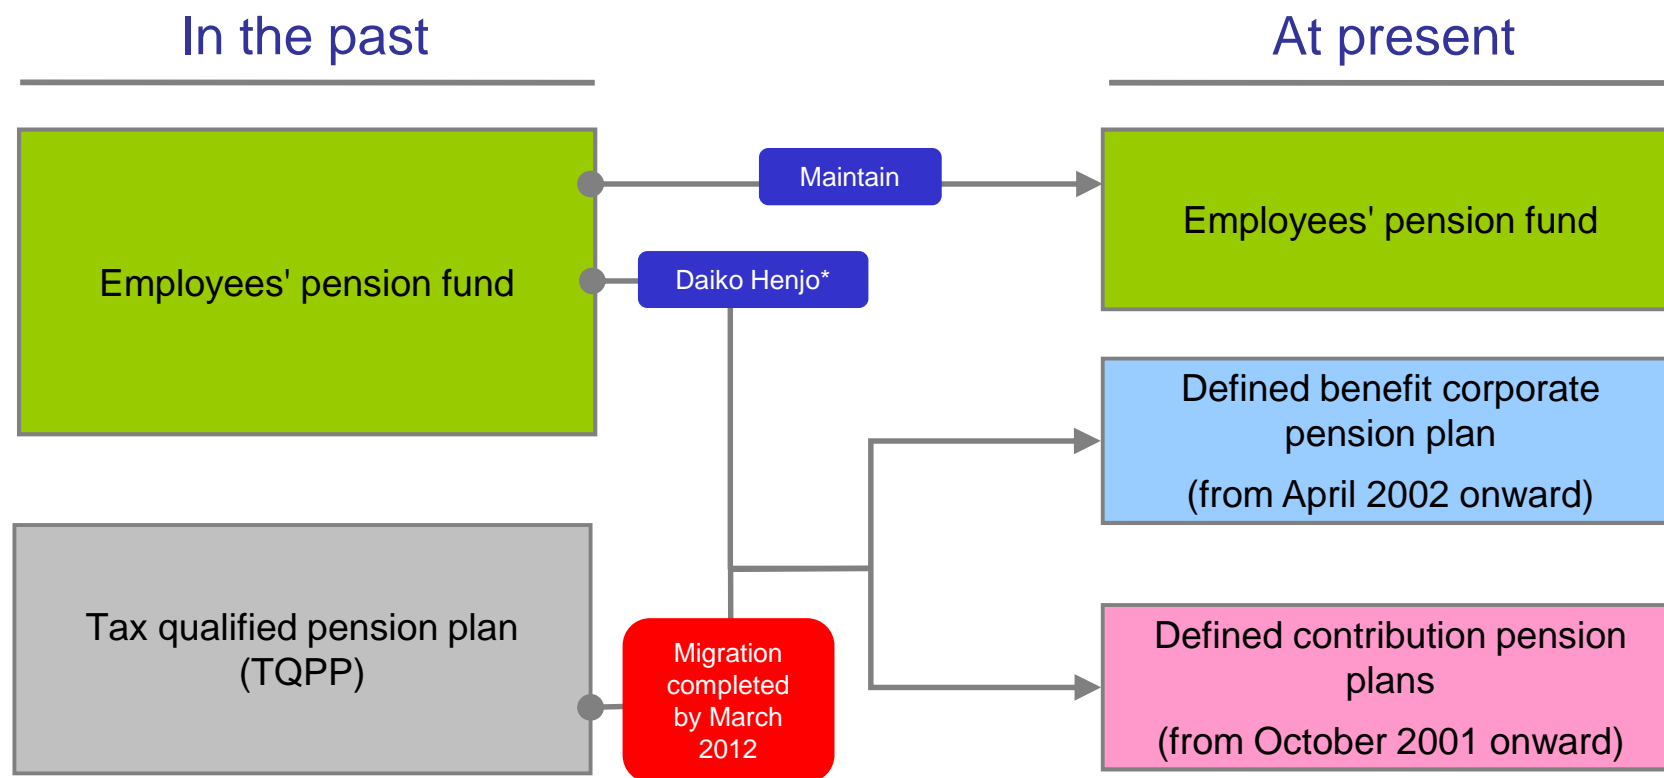 In the past
At present
Employees' pension fund
Maintain
Daiko Henjo*
Employees' pension fund
Defined benefit corporate
pension plan
(from April 2002 onward)
Tax qualified pension plan
(TQPP)
Migration
completed
by March
2012
Defined contribution pension
plans
(from October 2001 onward)